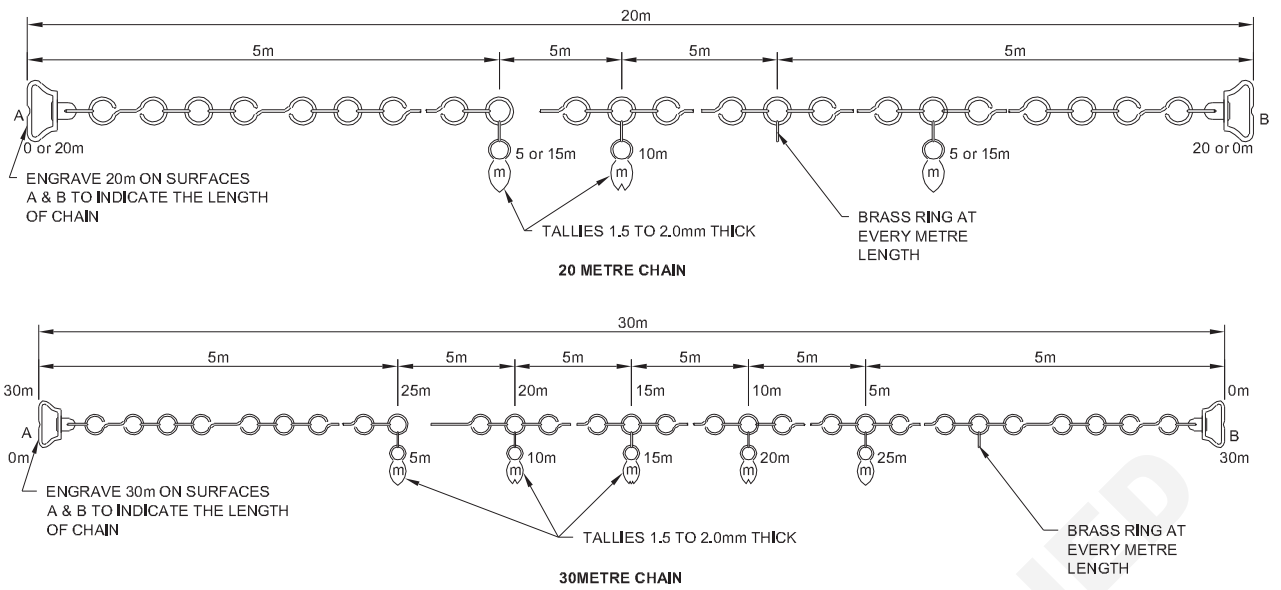 20m
5m
5m
5m
5m
A
B
0 or 20m
5 or 15m
10m
5 or 15m
20 or 0m
m
m
m
ENGRAVE 20m ON SURFACES
A & B TO INDICATE THE LENGTH
OF CHAIN
TALLIES 1.5 TO 2.0mm THICK
BRASS RING AT
EVERY METRE
LENGTH
20 METRE CHAIN
30m
5m
5m
5m
5m
5m
5m
30m
25m
20m
15m
10m
5m
0m
A
B
0m
5m
10m
15m
20m
25m
30m
m
m
m
m
m
ENGRAVE 30m ON SURFACES
A & B TO INDICATE THE LENGTH
OF CHAIN
TALLIES 1.5 TO 2.0mm THICK
BRASS RING AT
EVERY METRE
LENGTH
30METRE CHAIN